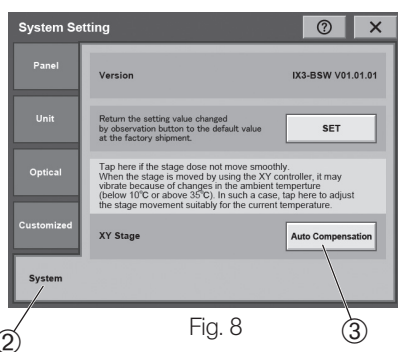 System Setting
?
X
Panel
Unit
Optical
Customized
System
Version
IX3-BSW V01.01.01
Return the setting value changed
by observation button to the default value
at the factory shipment.
SET
Tap here if the stage dose not move smoothly.
When the stage is moved by using the XY controller, it may
vibrate because of changes in the ambient temperture
(below 10°C or above 35°C). In such a case, tap here to adjust
the stage movement suitably for the current temperature.
XY Stage
Auto Compensation
②
Fig. 8
③